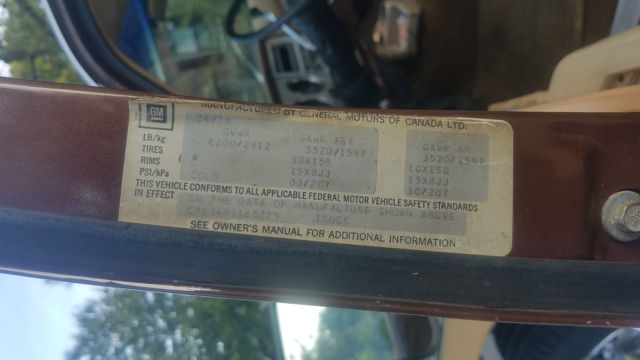 GM
MANUFACTURED BY GENERAL MOTORS OF CANADA LTD.
04/78
GVWR GAWR FRT GAWR RR
LB/kg 6200/2812 3520/1597 3520/1597
TIRES 10X15B 10X15B
RIMS 15X8JJ 15X8JJ
PSI/kPa COLD 30/207 30/207
THIS VEHICLE CONFORMS TO ALL APPLICABLE FEDERAL MOTOR VEHICLE SAFETY STANDARDS
IN EFFECT ON THE DATE OF MANUFACTURE SHOWN ABOVE
TRUCK
SEE OWNER'S MANUAL FOR ADDITIONAL INFORMATION